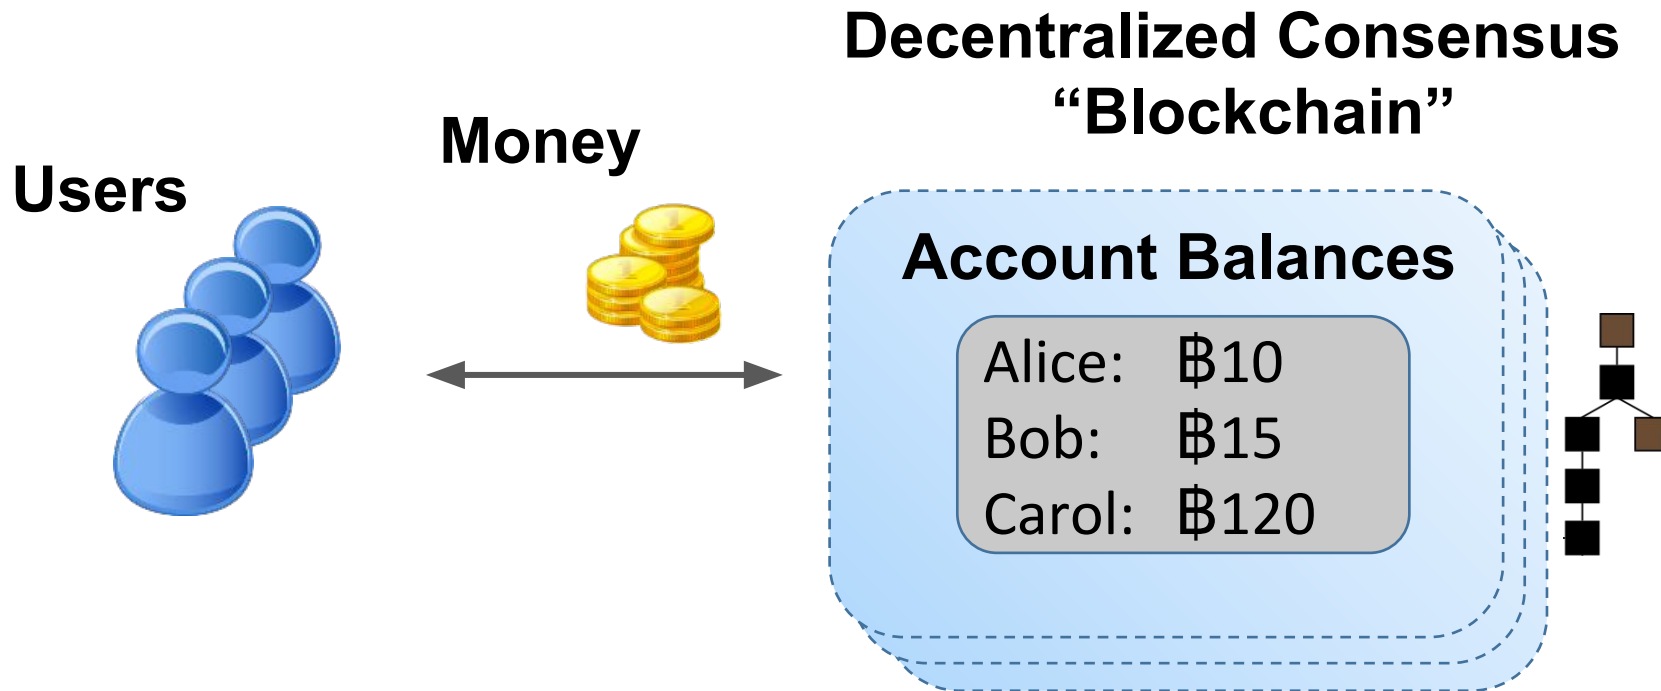 Decentralized Consensus
“Blockchain”
Money
Users
Account Balances
Alice: ฿10
Bob: ฿15
Carol: ฿120